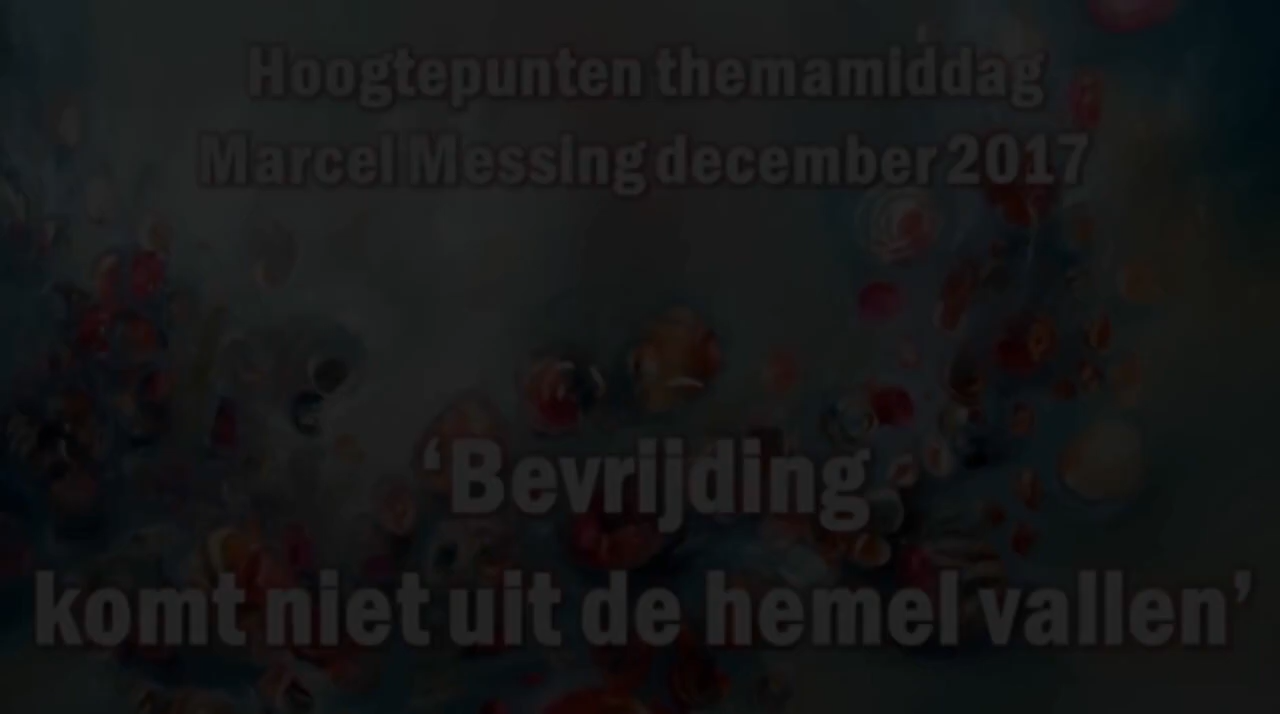 Hoogtepunten themamiddag
Marcel Messing december 2017
‘Bevrijding
komt niet uit de hemel vallen’